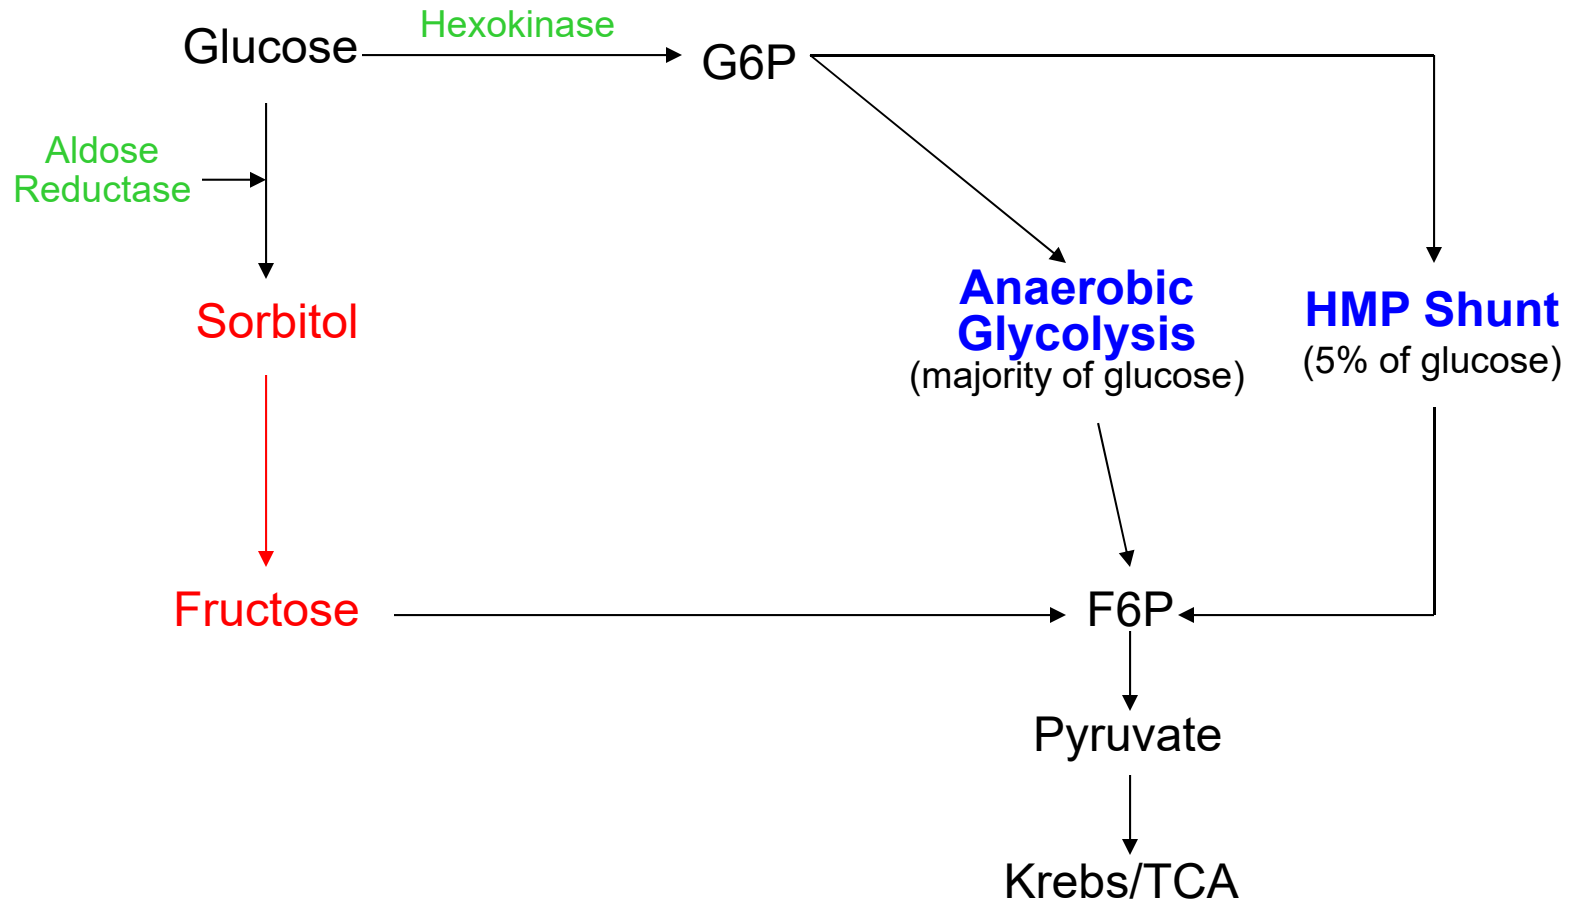 Glucose
Hexokinase
G6P
Aldose
Reductase
Sorbitol
Anaerobic
Glycolysis
(majority of glucose)
HMP Shunt
(5% of glucose)
Fructose
F6P
Pyruvate
Krebs/TCA